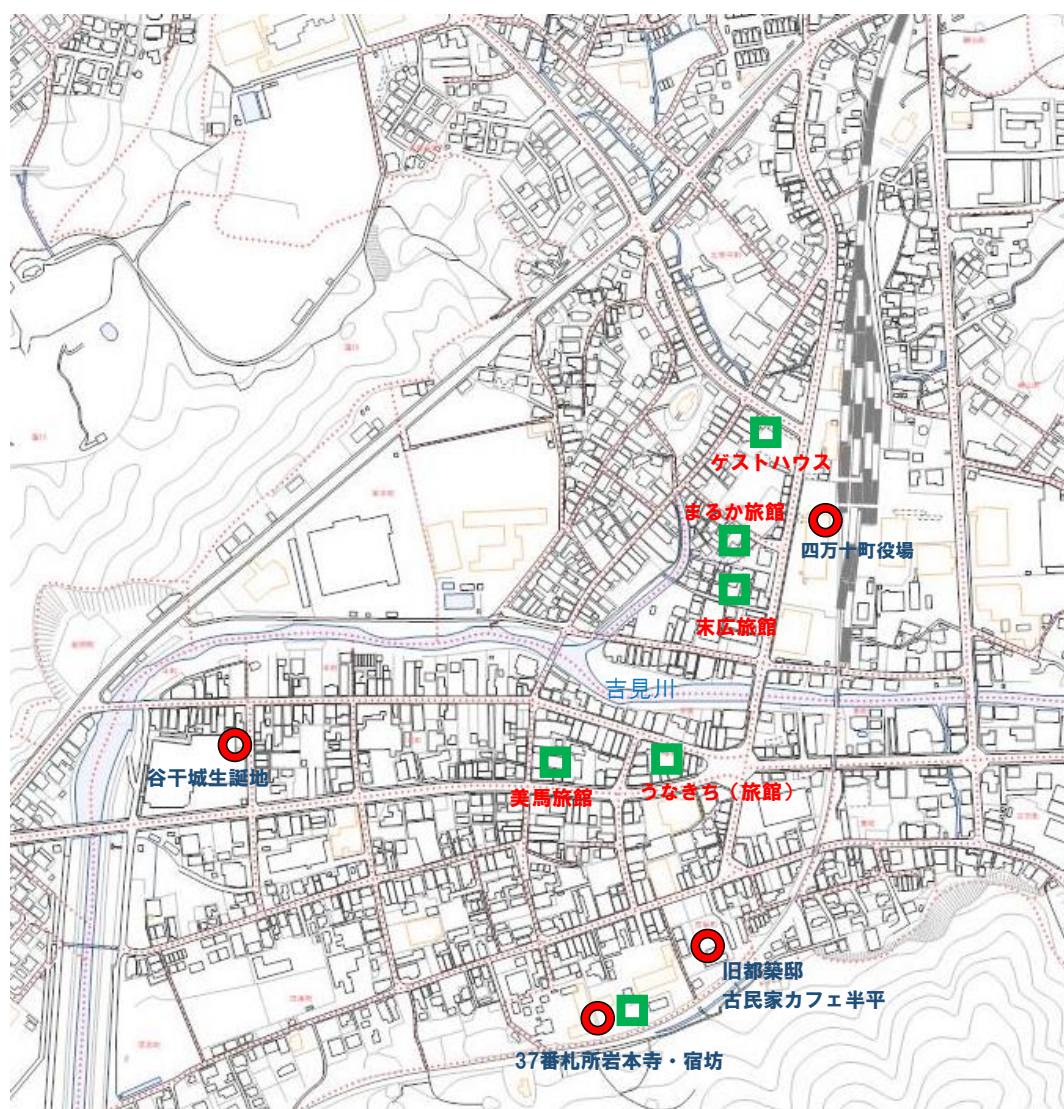 ゲストハウス
まるか旅館
四万十町役場
末広旅館
吉見川
谷干城生誕地
美馬旅館
うなきち（旅館）
旧都築邸
古民家カフェ半平
37番札所岩本寺・宿坊